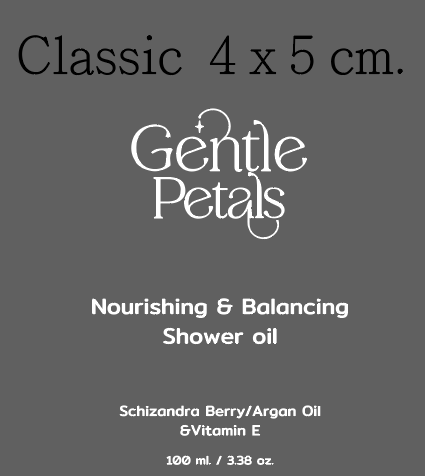 Classic 4 x 5 cm.
Gentle
Petals
Nourishing & Balancing
Shower oil
Schizandra Berry/Argan Oil
&Vitamin E
100 ml. / 3.38 oz.